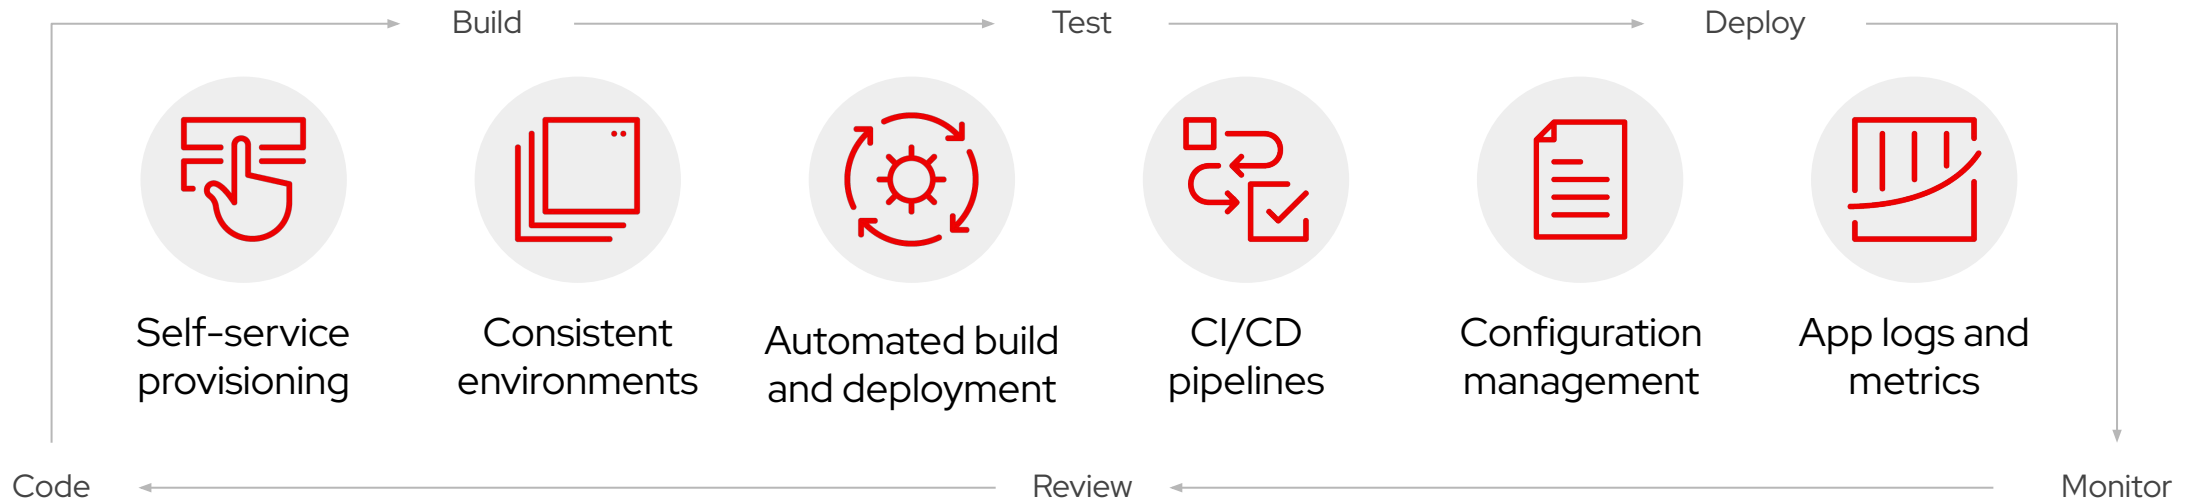 Build
Test
Deploy
Self-service
provisioning
Consistent
environments
Automated build
and deployment
CI/CD
pipelines
Configuration
management
App logs and
metrics
Code
Review
Monitor